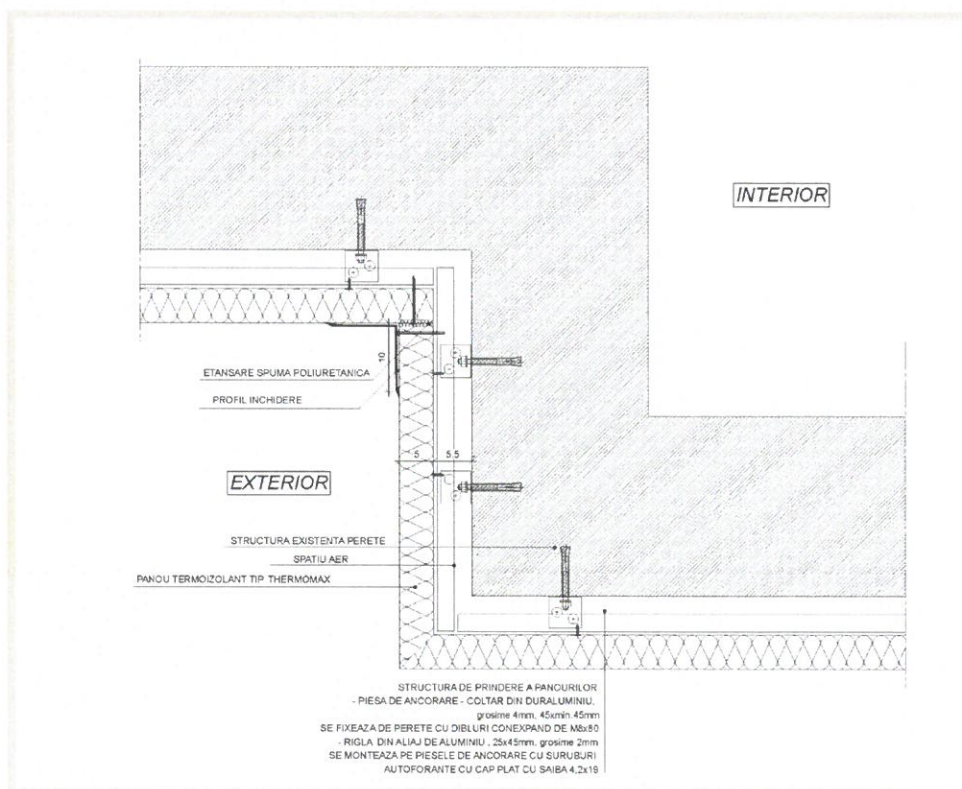 INTERIOR
10
ETANSARE SPUMA POLIURETANICA
PROFIL INCHIDERE
5
5,5
EXTERIOR
STRUCTURA EXISTENTA PERETE
SPATIU AER
PANOU TERMOIZOLANT TIP THERMOMAX
STRUCTURA DE PRINDERE A PANOURILOR
- PIESA DE ANCORARE - COLTAR DIN DURALUMINIU,
grosime 4mm, 45xmin.45mm
SE FIXEAZA DE PERETE CU DIBLURI CONEXPAND DE M8x80
- RIGLA DIN ALIAJ DE ALUMINIU , 25x45mm, grosime 2mm
SE MONTEAZA PE PIESELE DE ANCORARE CU SURUBURI
AUTOFORANTE CU CAP PLAT CU SAIBA 4,2x19